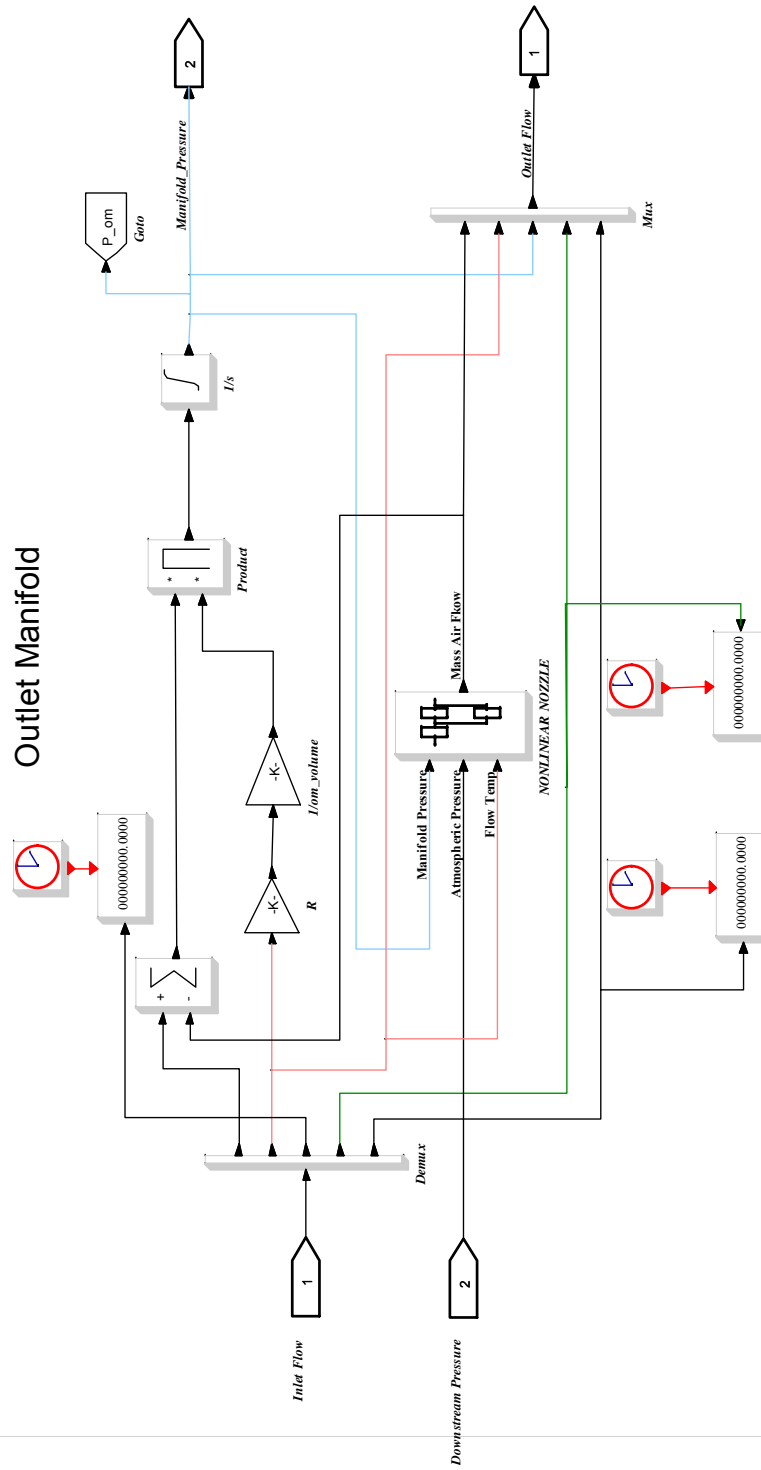 Outlet Manifold
2
Manifold_Pressure
P_om
Goto
1/s
*
*
Product
-K-
1/om_volume
-K-
R
000000000.0000
+
-
1
Outlet Flow
Mux
Mass Air Fkow
NONLINEAR NOZZLE
Manifold Pressure
Atmospheric Pressure
Flow Temp
Demux
1
Inlet Flow
2
Downstream Pressure
000000000.0000
000000000.0000